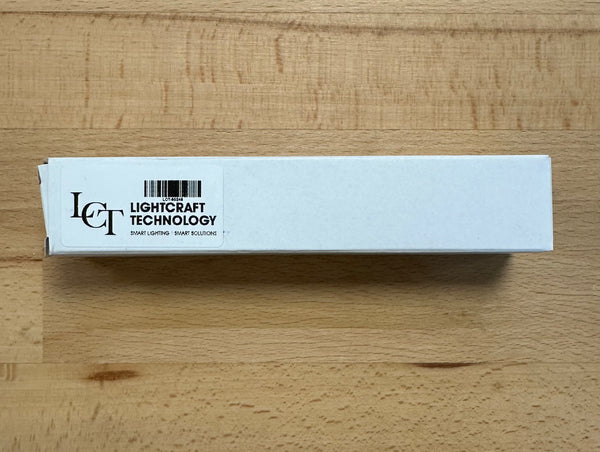 LCT
LIGHTCRAFT
TECHNOLOGY
SMART LIGHTING | SMART SOLUTIONS